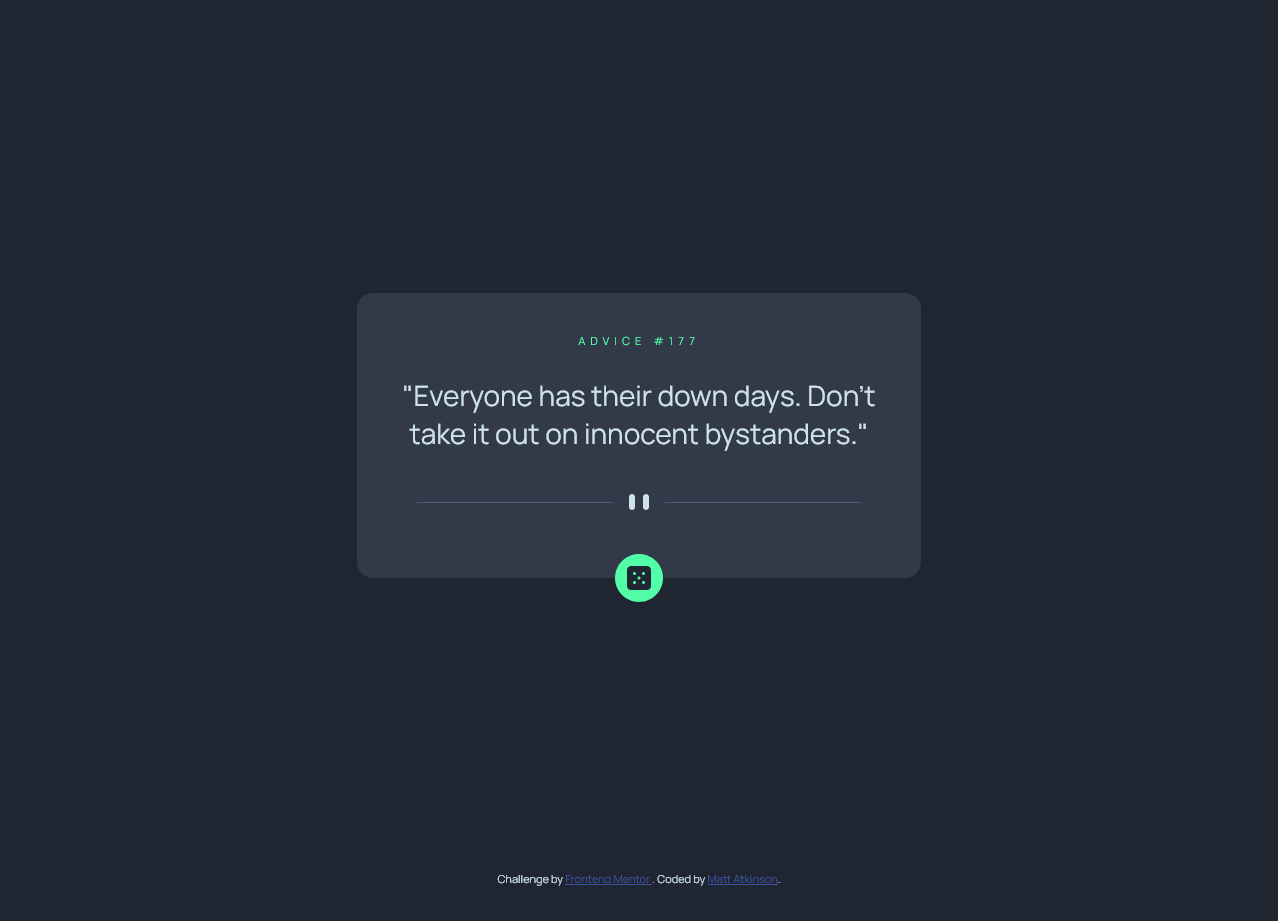 ADVICE #177
"Everyone has their down days. Don't
take it out on innocent bystanders."
Challenge by Frontend Mentor . Coded by Matt Atkinson.